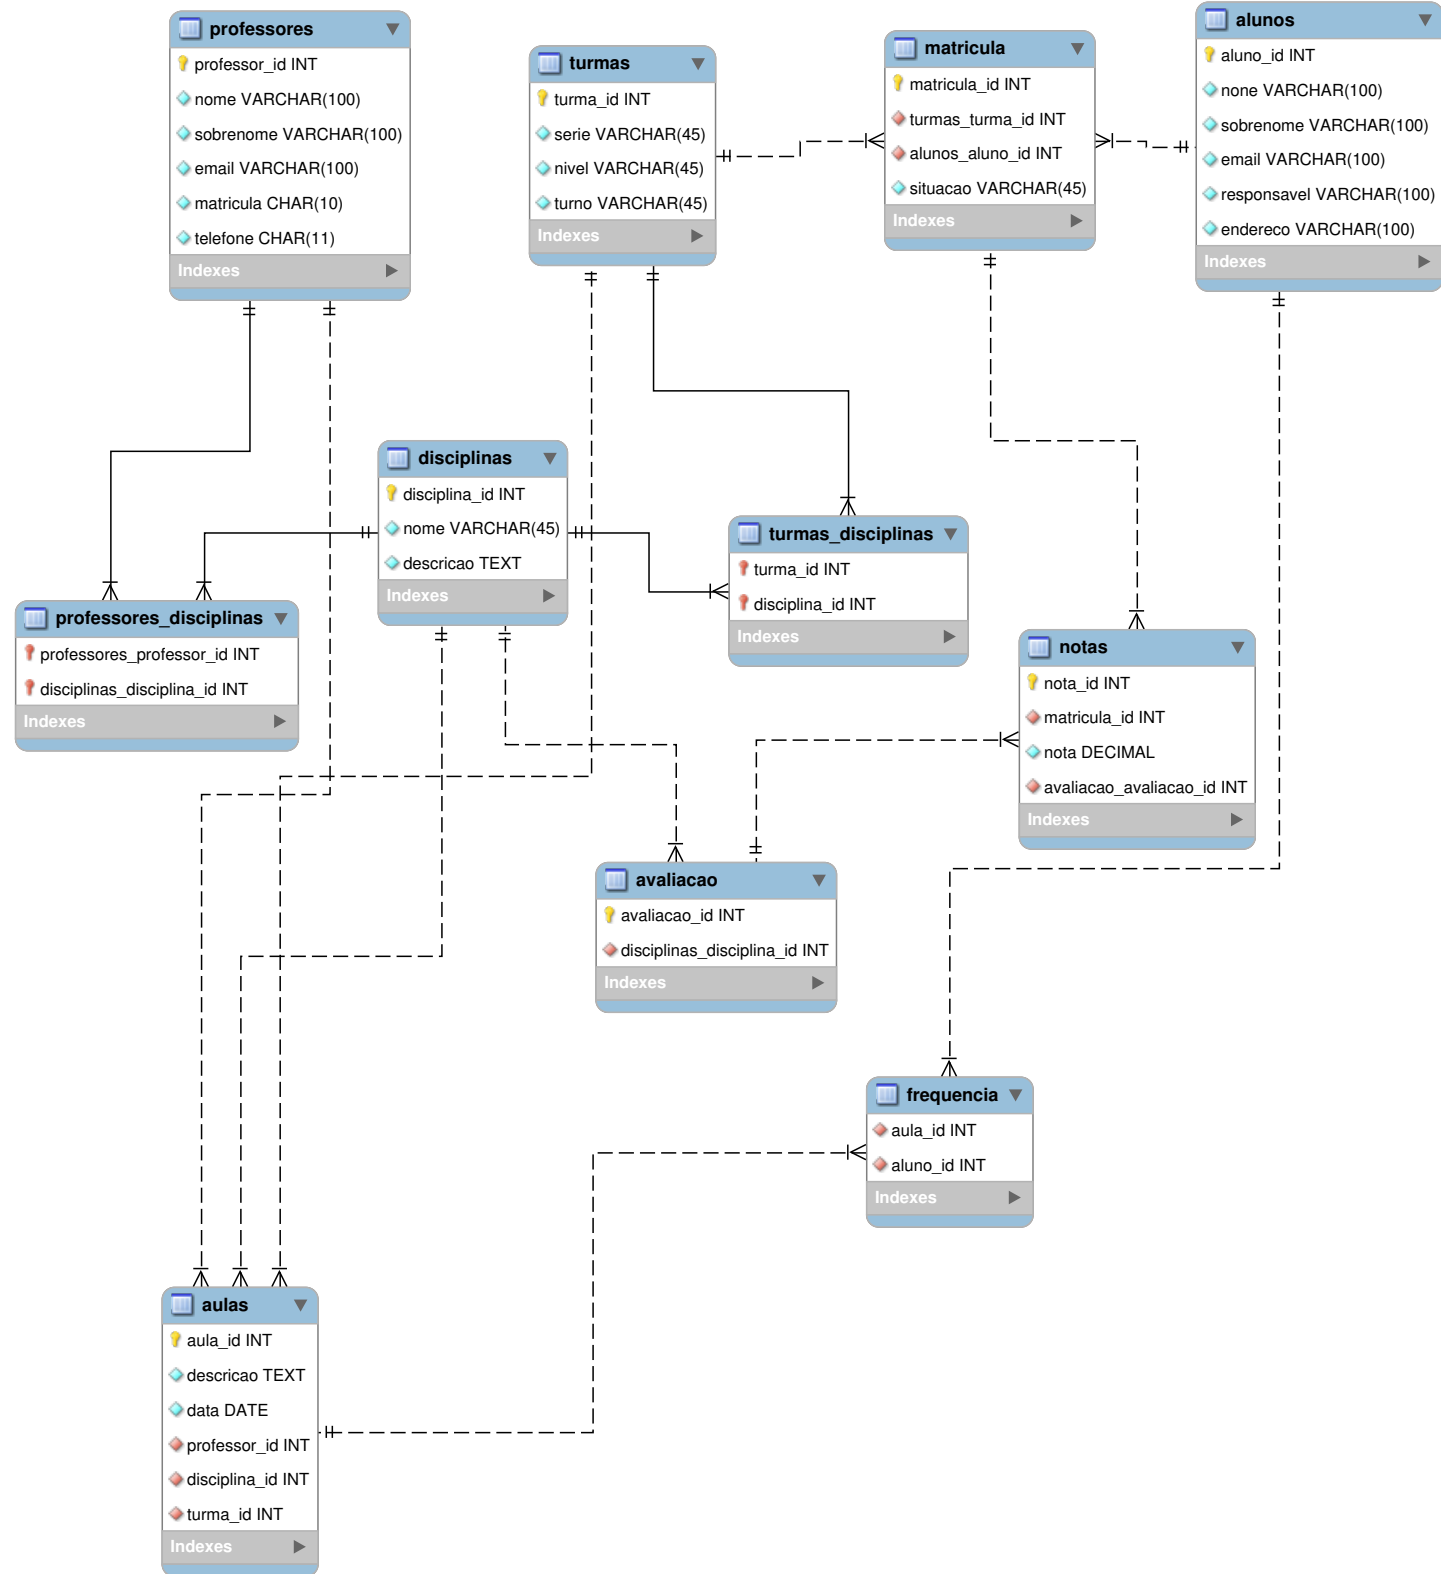 professores
professor_id INT
nome VARCHAR(100)
sobrenome VARCHAR(100)
email VARCHAR(100)
matricula CHAR(10)
telefone CHAR(11)
Indexes
turmas
turma_id INT
serie VARCHAR(45)
nivel VARCHAR(45)
turno VARCHAR(45)
Indexes
matricula
matricula_id INT
turmas_turma_id INT
alunos_aluno_id INT
situacao VARCHAR(45)
Indexes
alunos
aluno_id INT
none VARCHAR(100)
sobrenome VARCHAR(100)
email VARCHAR(100)
responsavel VARCHAR(100)
endereco VARCHAR(100)
Indexes
disciplinas
disciplina_id INT
nome VARCHAR(45)
descricao TEXT
Indexes
turmas_disciplinas
turma_id INT
disciplina_id INT
Indexes
professores_disciplinas
professores_professor_id INT
disciplinas_disciplina_id INT
Indexes
notas
nota_id INT
matricula_id INT
nota DECIMAL
avaliacao_avaliacao_id INT
Indexes
avaliacao
avaliacao_id INT
disciplinas_disciplina_id INT
Indexes
frequencia
aula_id INT
aluno_id INT
Indexes
aulas
aula_id INT
descricao TEXT
data DATE
professor_id INT
disciplina_id INT
turma_id INT
Indexes